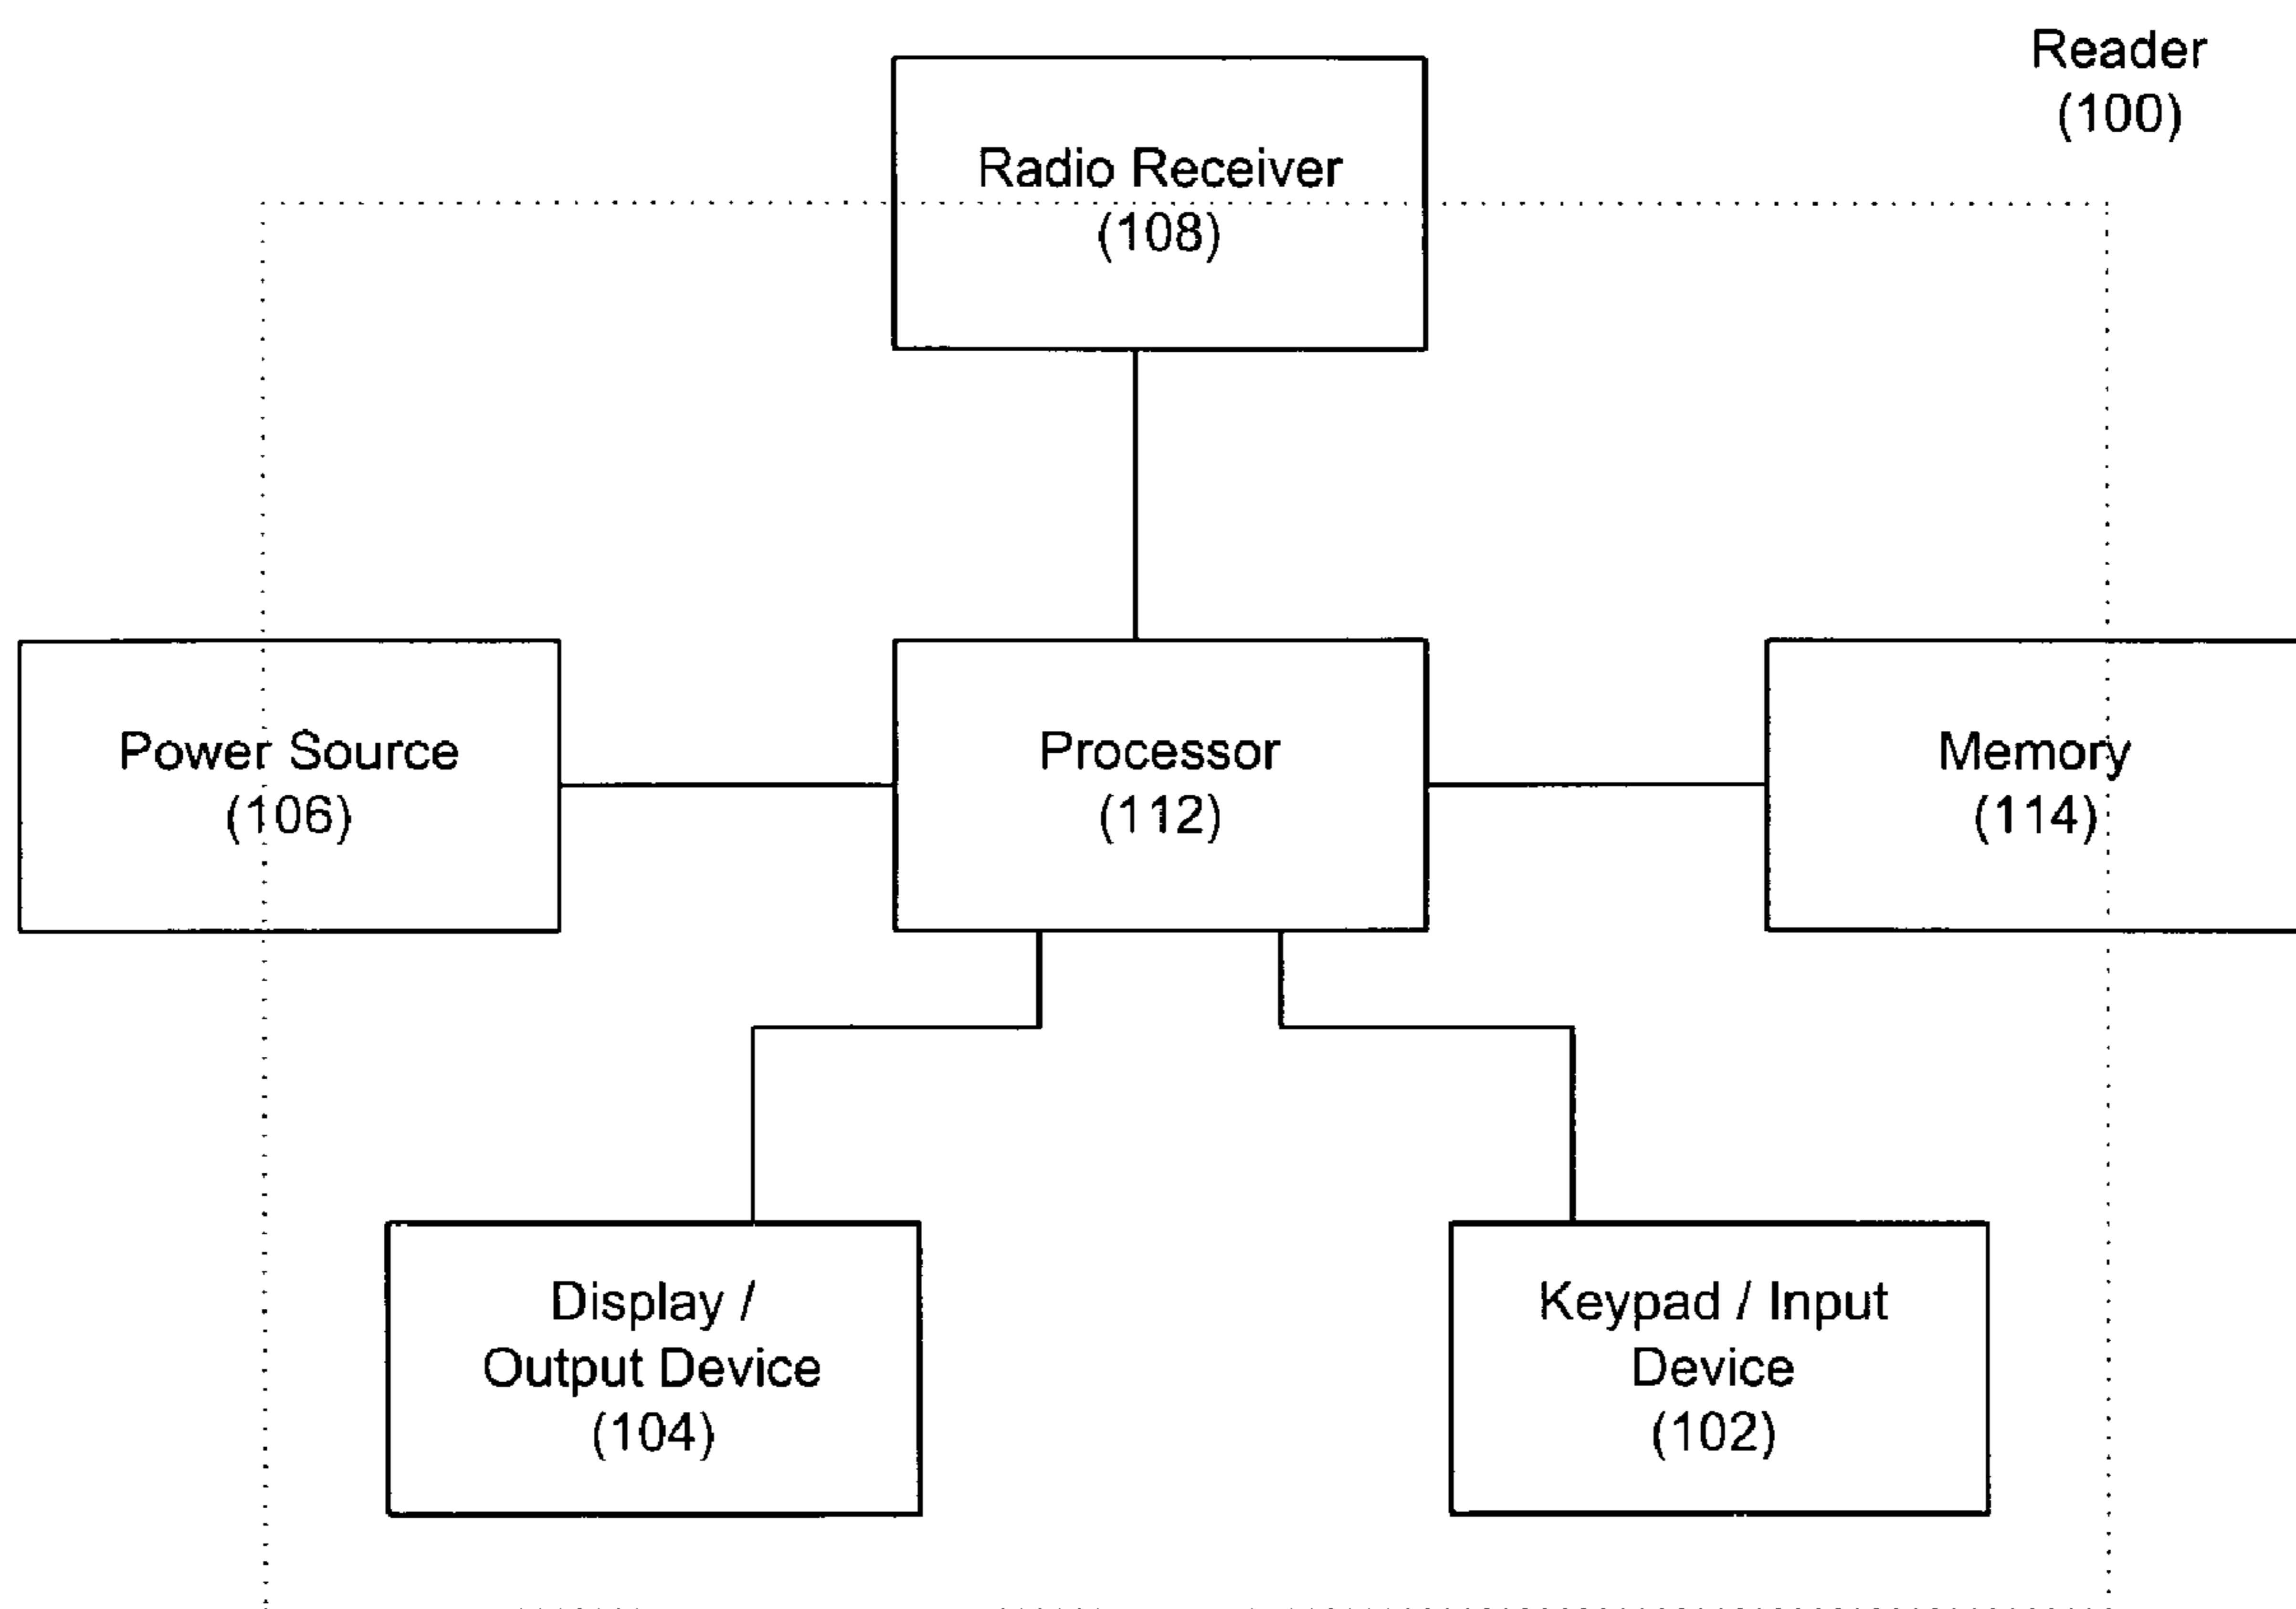 Reader
(100)
Radio Receiver
(108)
Power Source
(106)
Processor
(112)
Memory
(114)
Display /
Output Device
(104)
Keypad / Input
Device
(102)